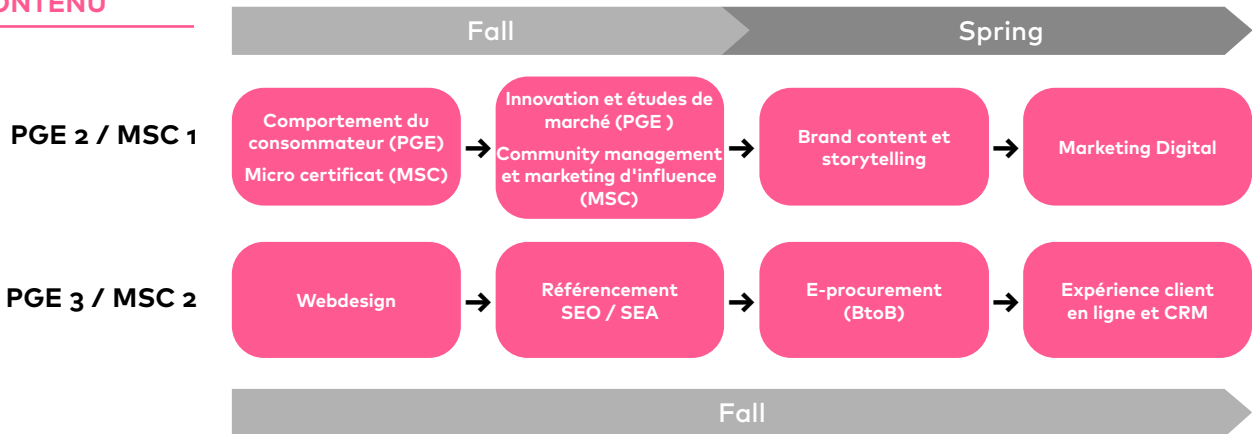 ONTENU
Fall
Spring
PGE 2 / MSC 1
Comportement du
consommateur (PGE)
Micro certificat (MSC)
Innovation et études de
marché (PGE )
Community management
et marketing d'influence
(MSC)
Brand content et
storytelling
Marketing Digital
PGE 3 / MSC 2
Webdesign
Référencement
SEO / SEA
E-procurement
(BtoB)
Expérience client
en ligne et CRM
Fall